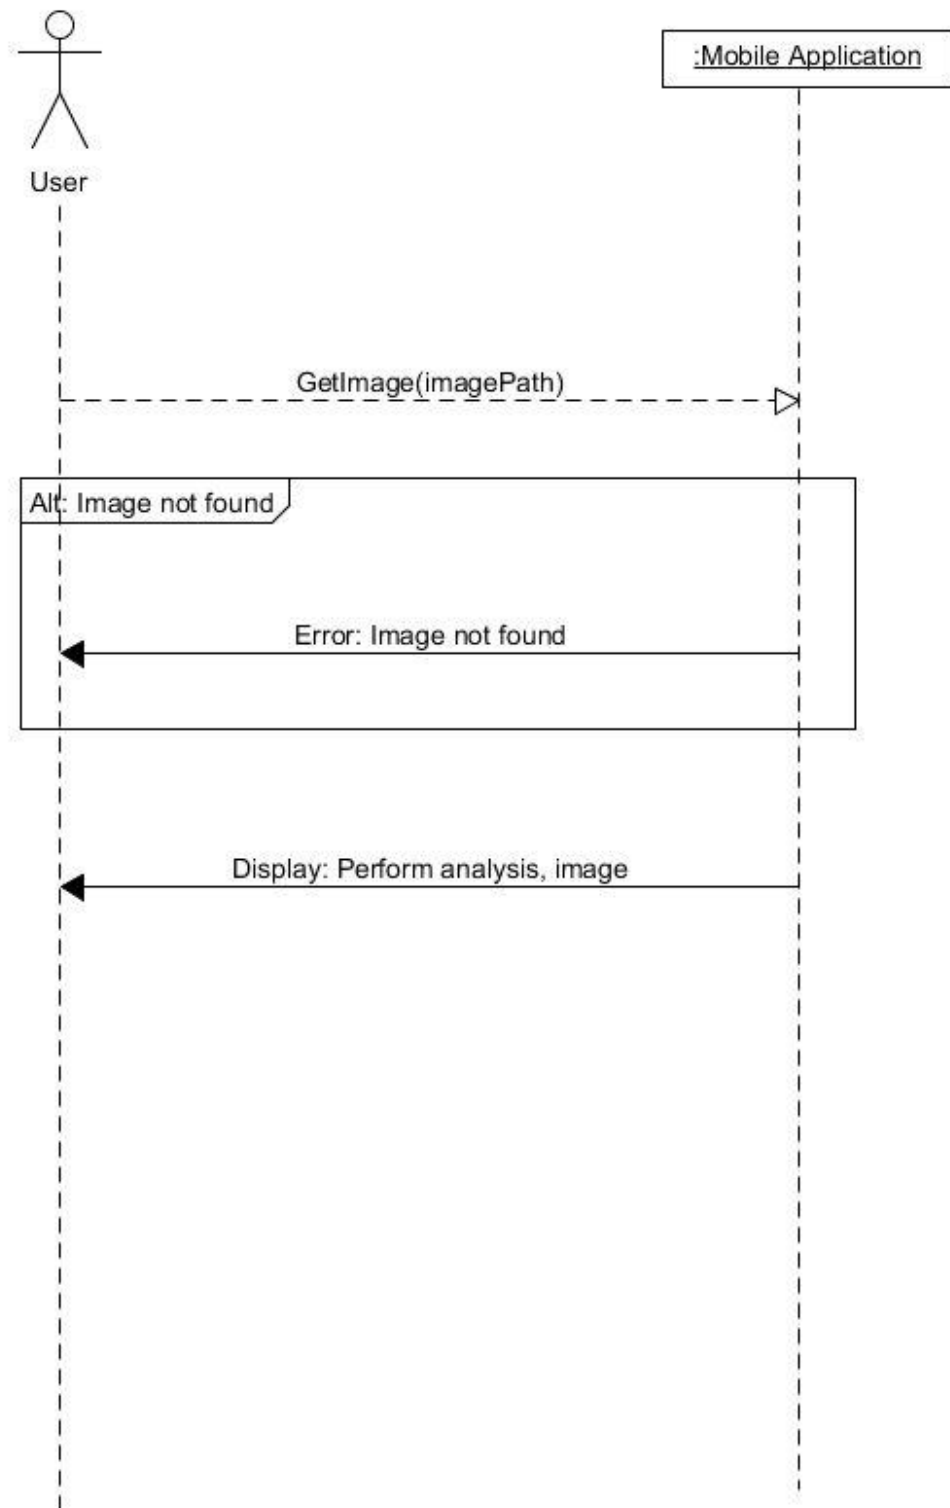 :Mobile Application
User
GetImage(imagePath)
Alt: Image not found
Error: Image not found
Display: Perform analysis, image